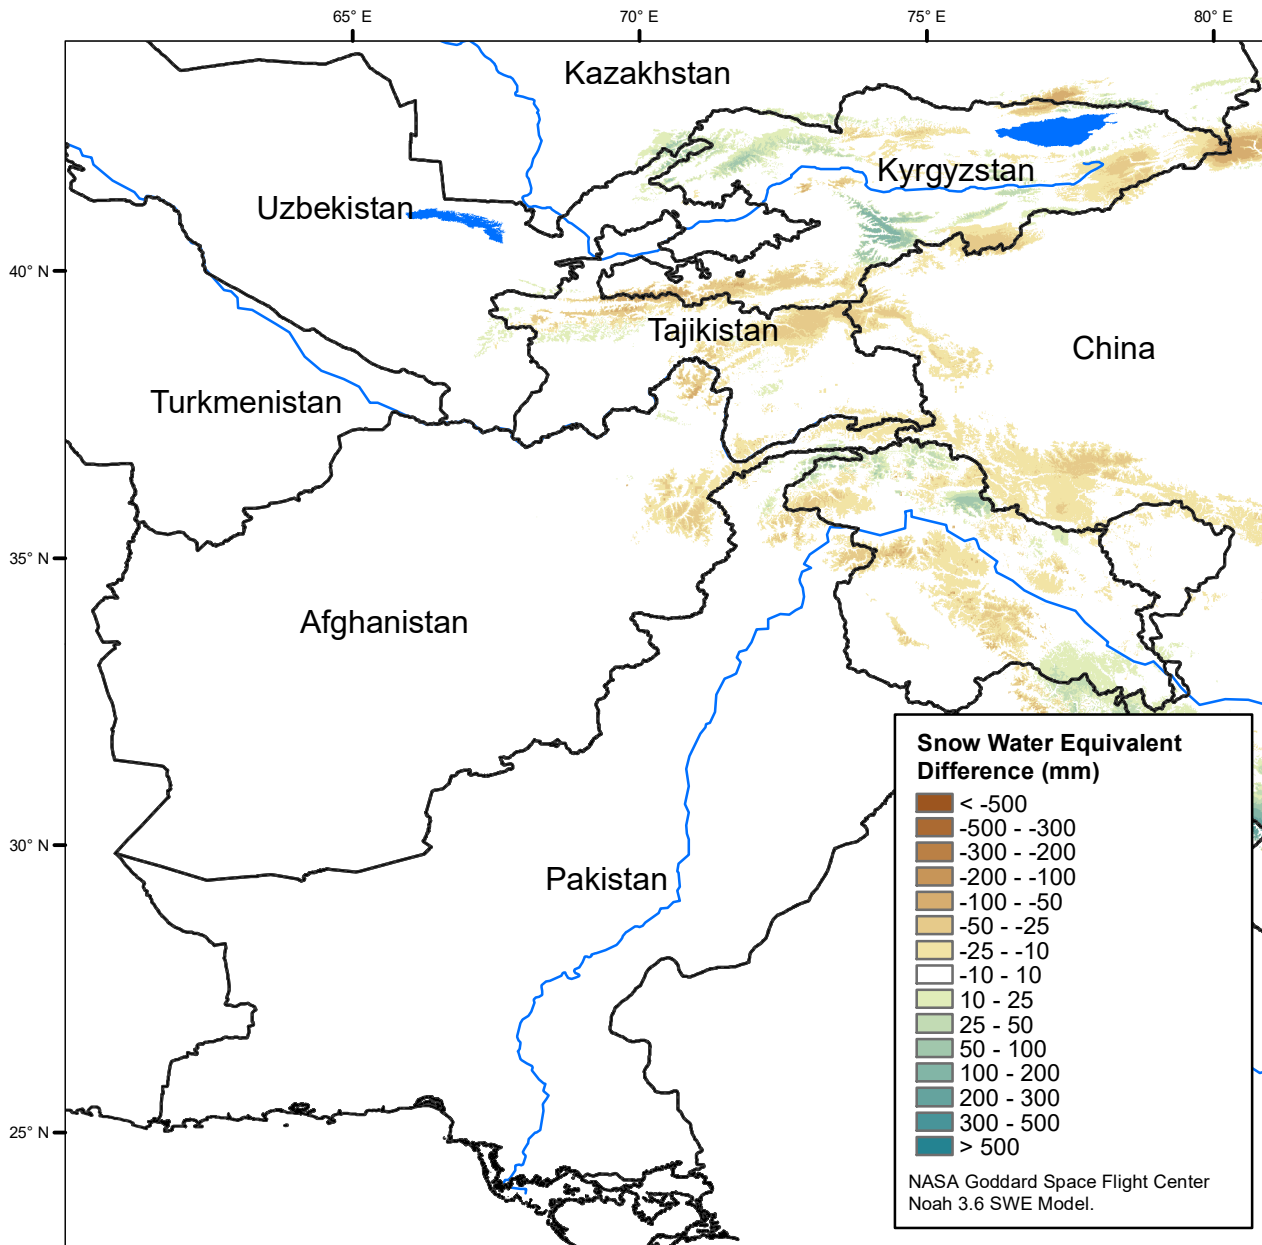 65° E
70° E
75° E
80° E
Kazakhstan
Kyrgyzstan
Uzbekistan
40° N
Tajikistan
China
Turkmenistan
35° N
Afghanistan
Snow Water Equivalent
Difference (mm)
< -500
-500 - -300
-300 - -200
-200 - -100
-100 - -50
-50 - -25
-25 - -10
-10 - 10
10 - 25
25 - 50
50 - 100
100 - 200
200 - 300
300 - 500
> 500
30° N
Pakistan
25° N
NASA Goddard Space Flight Center
Noah 3.6 SWE Model.